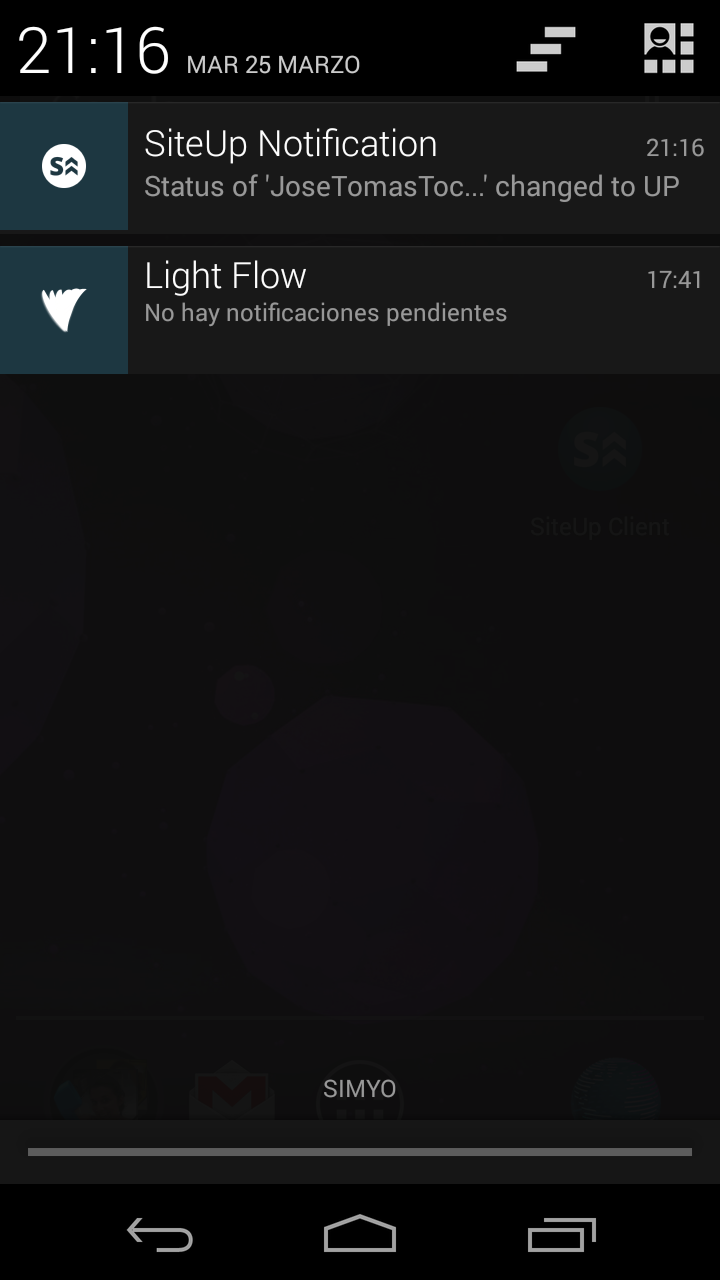 21:16 MAR 25 MARZO
SiteUp Notification 21:16
Status of 'JoseTomasToc...' changed to UP
Light Flow 17:41
No hay notificaciones pendientes
S
SiteUp Client
SIMYO